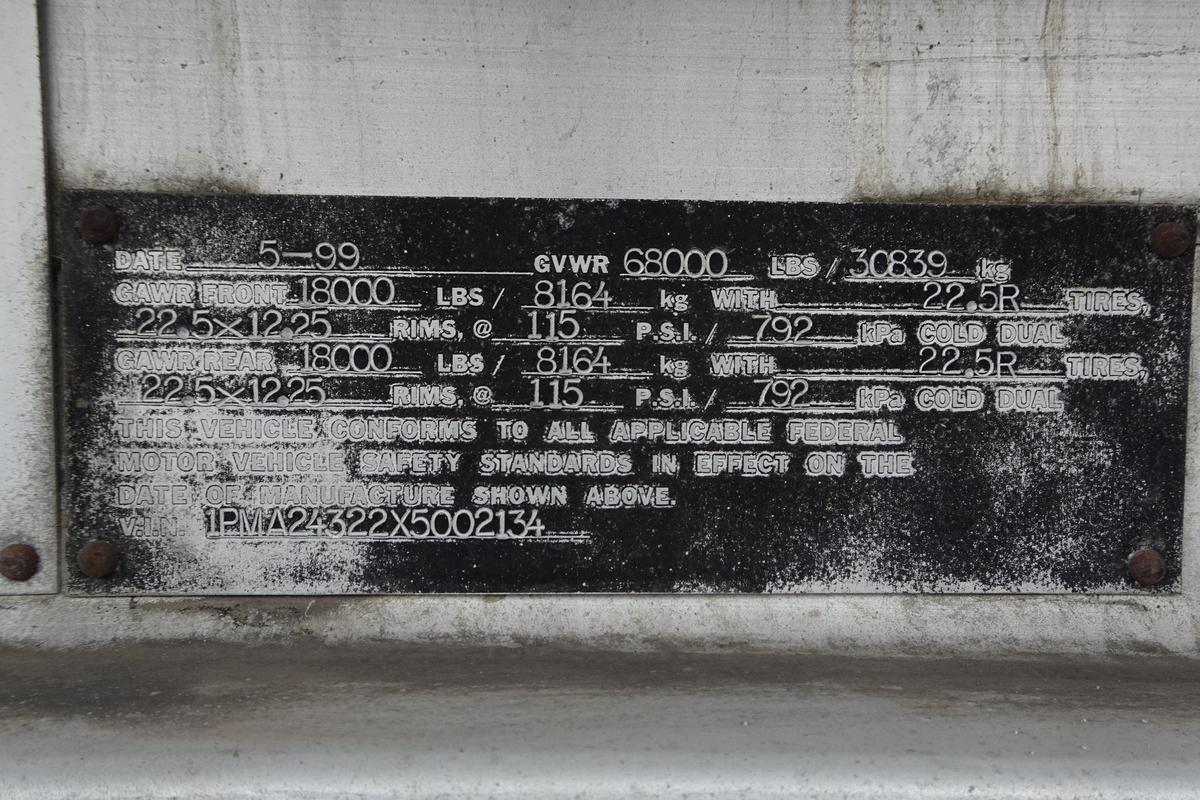 DATE 5-99 GVWR 68000 LBS / 30839 kg
GAWR FRONT 18000 LBS / 8164 kg WITH 22.5R TIRES,
22.5x12.25 RIMS, @ 115 P.S.I. / 792 kPa COLD DUAL
GAWR REAR 18000 LBS / 8164 kg WITH 22.5R TIRES,
22.5x12.25 RIMS, @ 115 P.S.I. / 792 kPa COLD DUAL
THIS VEHICLE CONFORMS TO ALL APPLICABLE FEDERAL
MOTOR VEHICLE SAFETY STANDARDS IN EFFECT ON THE
DATE OF MANUFACTURE SHOWN ABOVE.
V.I.N. 1PMA24322X5002134